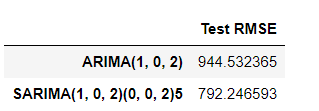 Test RMSE
ARIMA(1, 0, 2) 944.532365
SARIMA(1, 0, 2)(0, 0, 2)5 792.246593